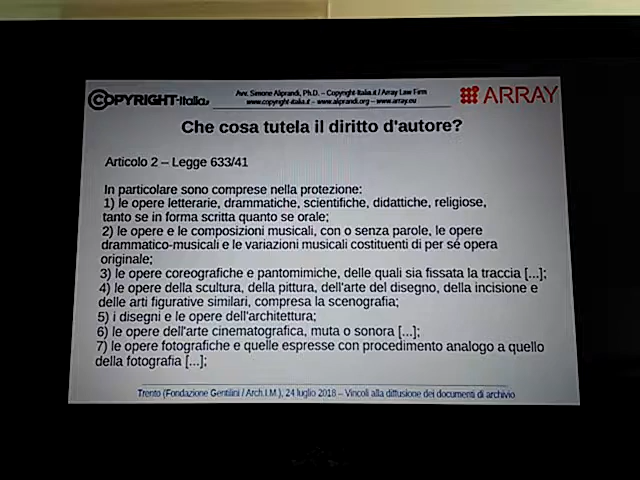 COPYRIGHT-Italia.it
Avv. Simone Aliprandi, Ph.D. – Copyright-Italia.it / Array Law Firm
www.copyright-italia.it – www.aliprandi.org – www.array.eu
ARRAY
Che cosa tutela il diritto d'autore?
Articolo 2 – Legge 633/41
In particolare sono comprese nella protezione:
1) le opere letterarie, drammatiche, scientifiche, didattiche, religiose,
tanto se in forma scritta quanto se orale;
2) le opere e le composizioni musicali, con o senza parole, le opere
drammatico-musicali e le variazioni musicali costituenti di per sé opera
originale;
3) le opere coreografiche e pantomimiche, delle quali sia fissata la traccia [...];
4) le opere della scultura, della pittura, dell'arte del disegno, della incisione e
delle arti figurative similari, compresa la scenografia;
5) i disegni e le opere dell'architettura;
6) le opere dell'arte cinematografica, muta o sonora [...];
7) le opere fotografiche e quelle espresse con procedimento analogo a quello
della fotografia [...];
Trento (Fondazione Gentilini / Arch.I.M.), 24 luglio 2018 – Vincoli alla diffusione dei documenti di archivio